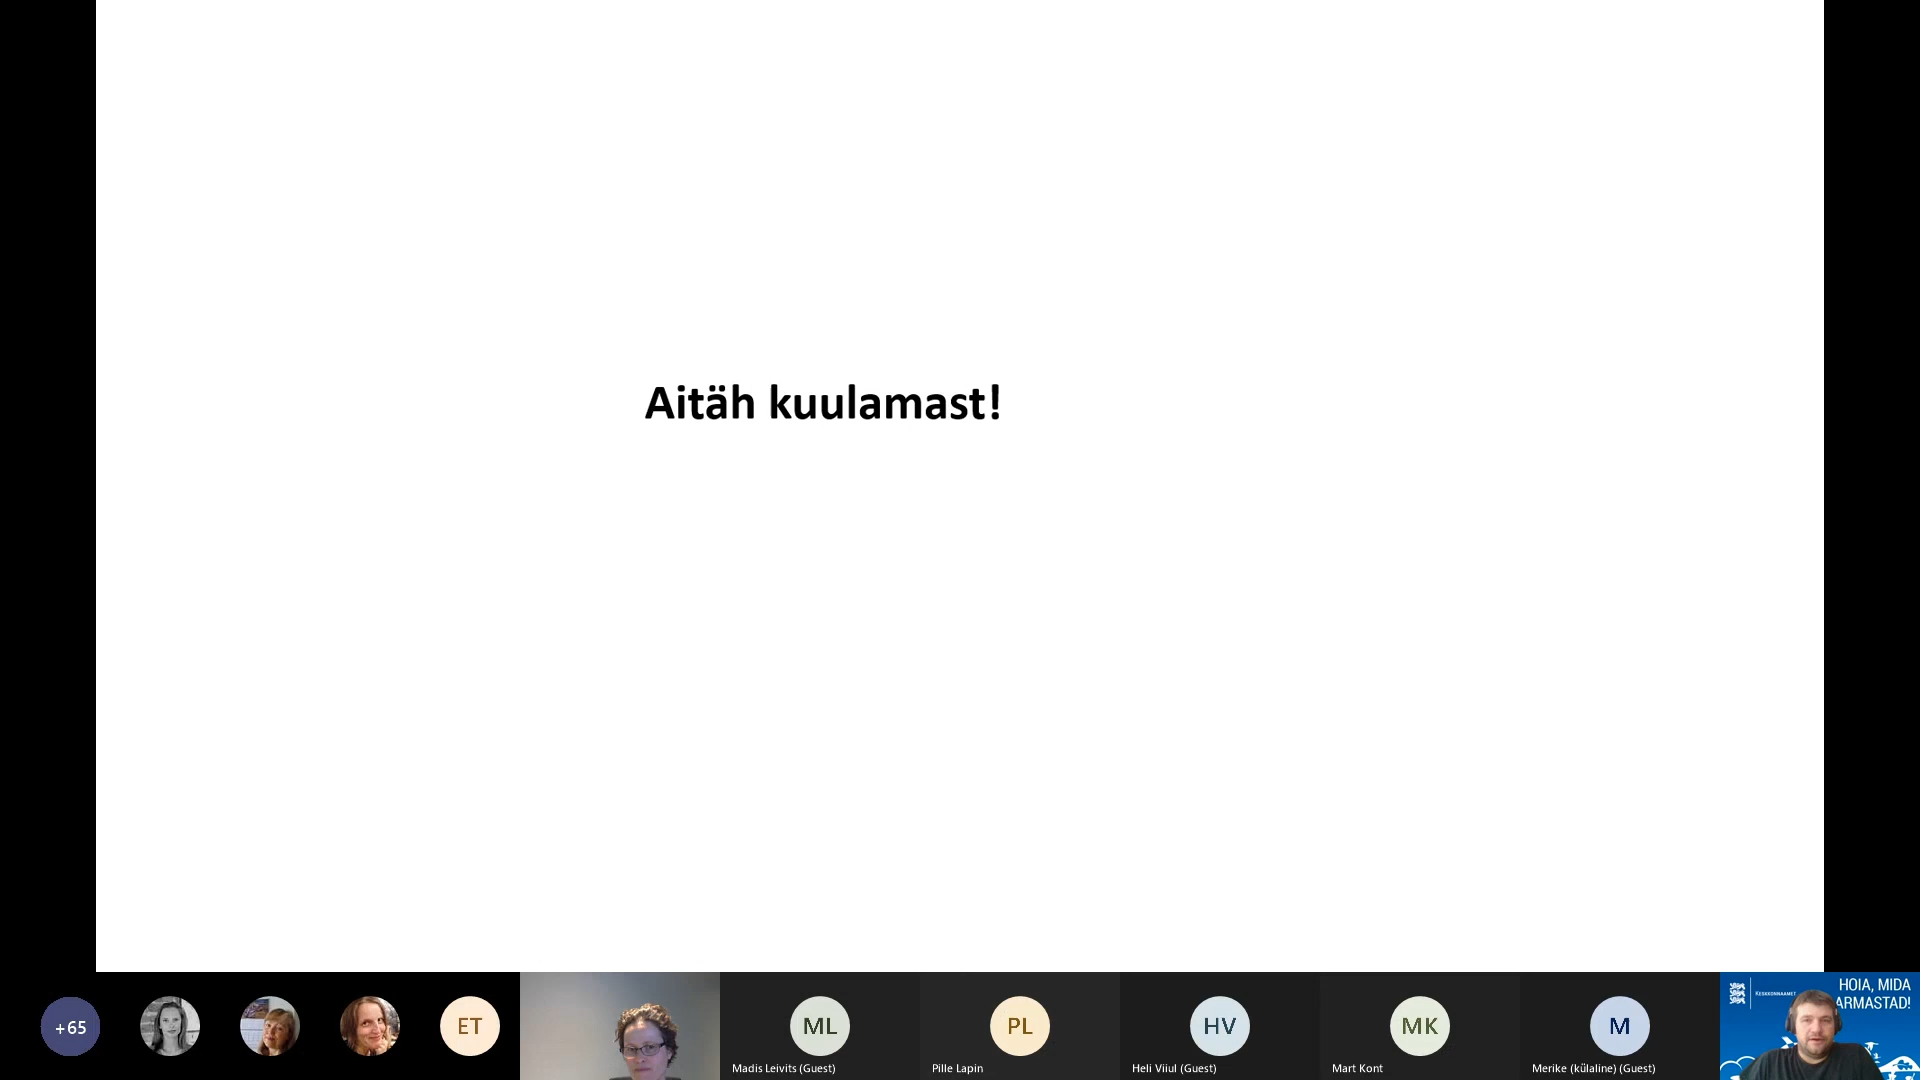 Aitäh kuulamast!
+65
ET
ML
Madis Leivits (Guest)
PL
Pille Lapin
HV
Heli Viiul (Guest)
MK
Mart Kont
M
Merike (külaline) (Guest)
KESKKONNAAMET
HOIA, MIDA
ARMASTAD!